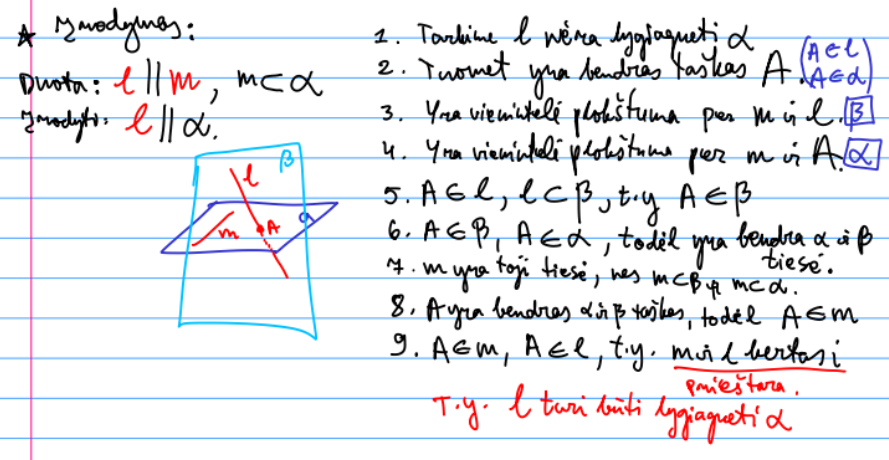 ★ Įrodymas:
Duota: l || m, m ⊂ α
Įrodyti: l || α.
β
l
m
A
α
1. Tarkime l nėra lygiagreti α
2. Tuomet yra bendras taškas A. (A ∈ l
A ∈ α)
3. Yra vienintelė plokštuma per m ir l. β
4. Yra vienintelė plokštuma per m ir A. α
5. A ∈ l, l ⊂ β, t.y A ∈ β
6. A ∈ β, A ∈ α, todėl yra bendra α ir β
tiesė.
7. m yra toji tiesė, nes m ⊂ β ir m ⊂ α.
8. A yra bendras α ir β taškas, todėl A ∈ m
9. A ∈ m, A ∈ l, t.y. m ir l kertasi
prieštara.
T.y. l turi būti lygiagreti α